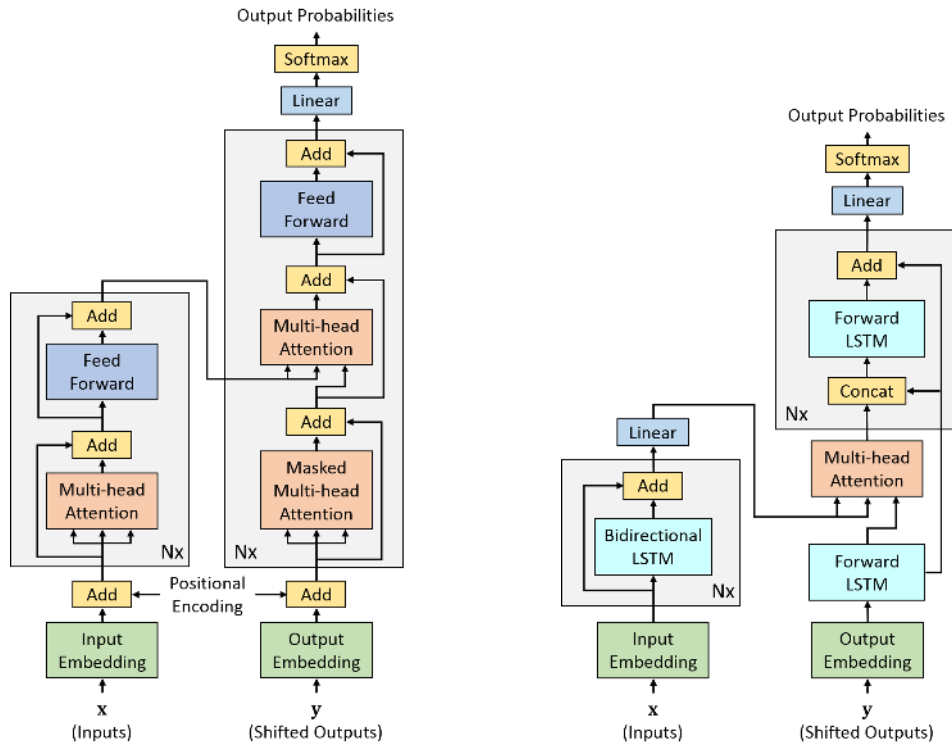 Output Probabilities
Softmax
Linear
Add
Feed
Forward
Add
Multi-head
Attention
Add
Masked
Multi-head
Attention
Nx
Add
Feed
Forward
Add
Multi-head
Attention
Nx
Add
Positional
Encoding
Add
Input
Embedding
Output
Embedding
x
(Inputs)
y
(Shifted Outputs)
Output Probabilities
Softmax
Linear
Add
Forward
LSTM
Concat
Nx
Multi-head
Attention
Linear
Add
Bidirectional
LSTM
Nx
Forward
LSTM
Input
Embedding
Output
Embedding
x
(Inputs)
y
(Shifted Outputs)